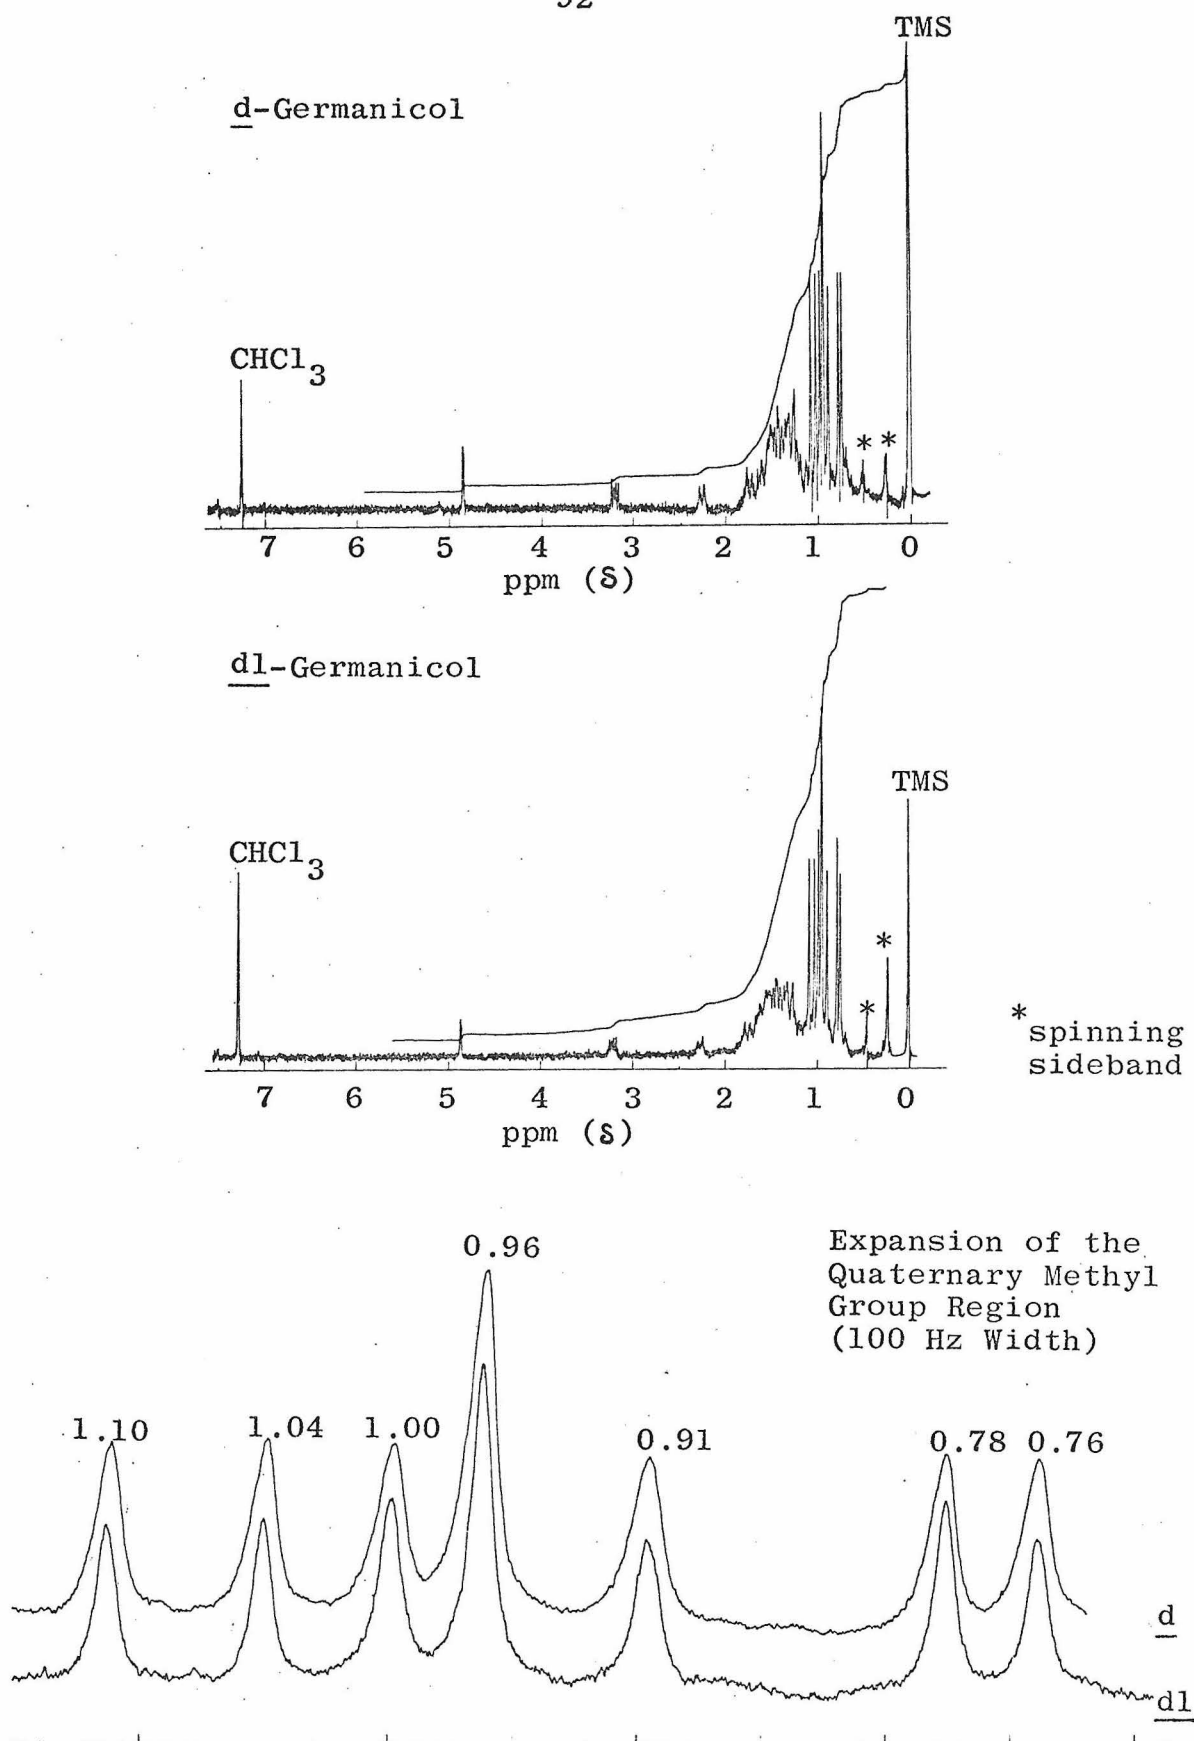 TMS
d-Germanicol
CHCl3
* *
7 6 5 4 3 2 1 0
ppm (δ)
dl-Germanicol
TMS
CHCl3
*
*
*spinning
sideband
7 6 5 4 3 2 1 0
ppm (δ)
Expansion of the
Quaternary Methyl
Group Region
(100 Hz Width)
0.96
1.10 1.04 1.00 0.91 0.78 0.76
d
dl